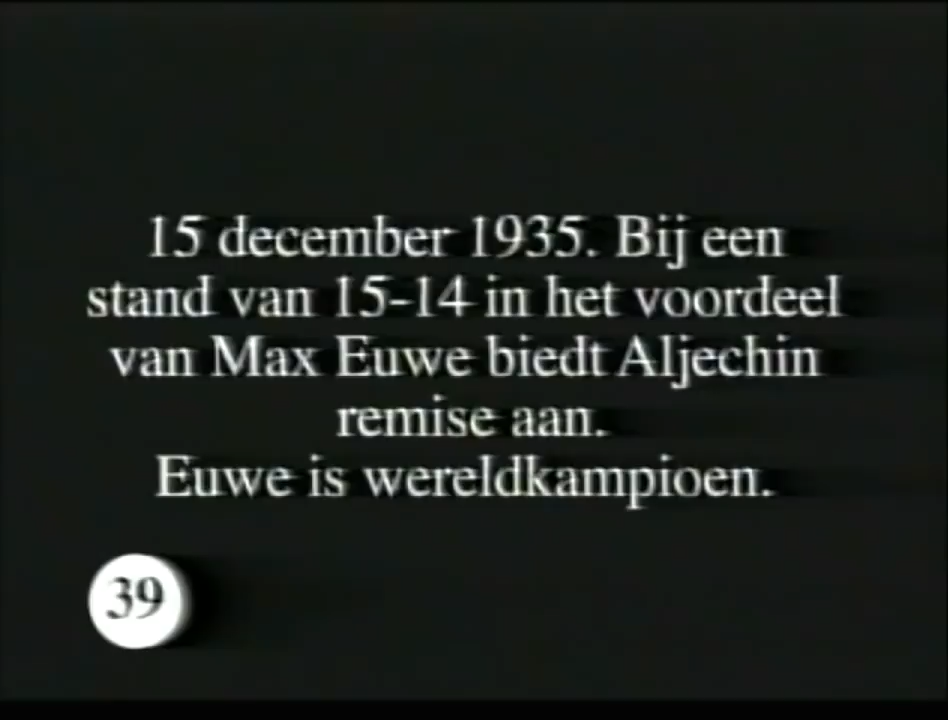 15 december 1935. Bij een
stand van 15-14 in het voordeel
van Max Euwe biedt Aljechin
remise aan.
Euwe is wereldkampioen.
39